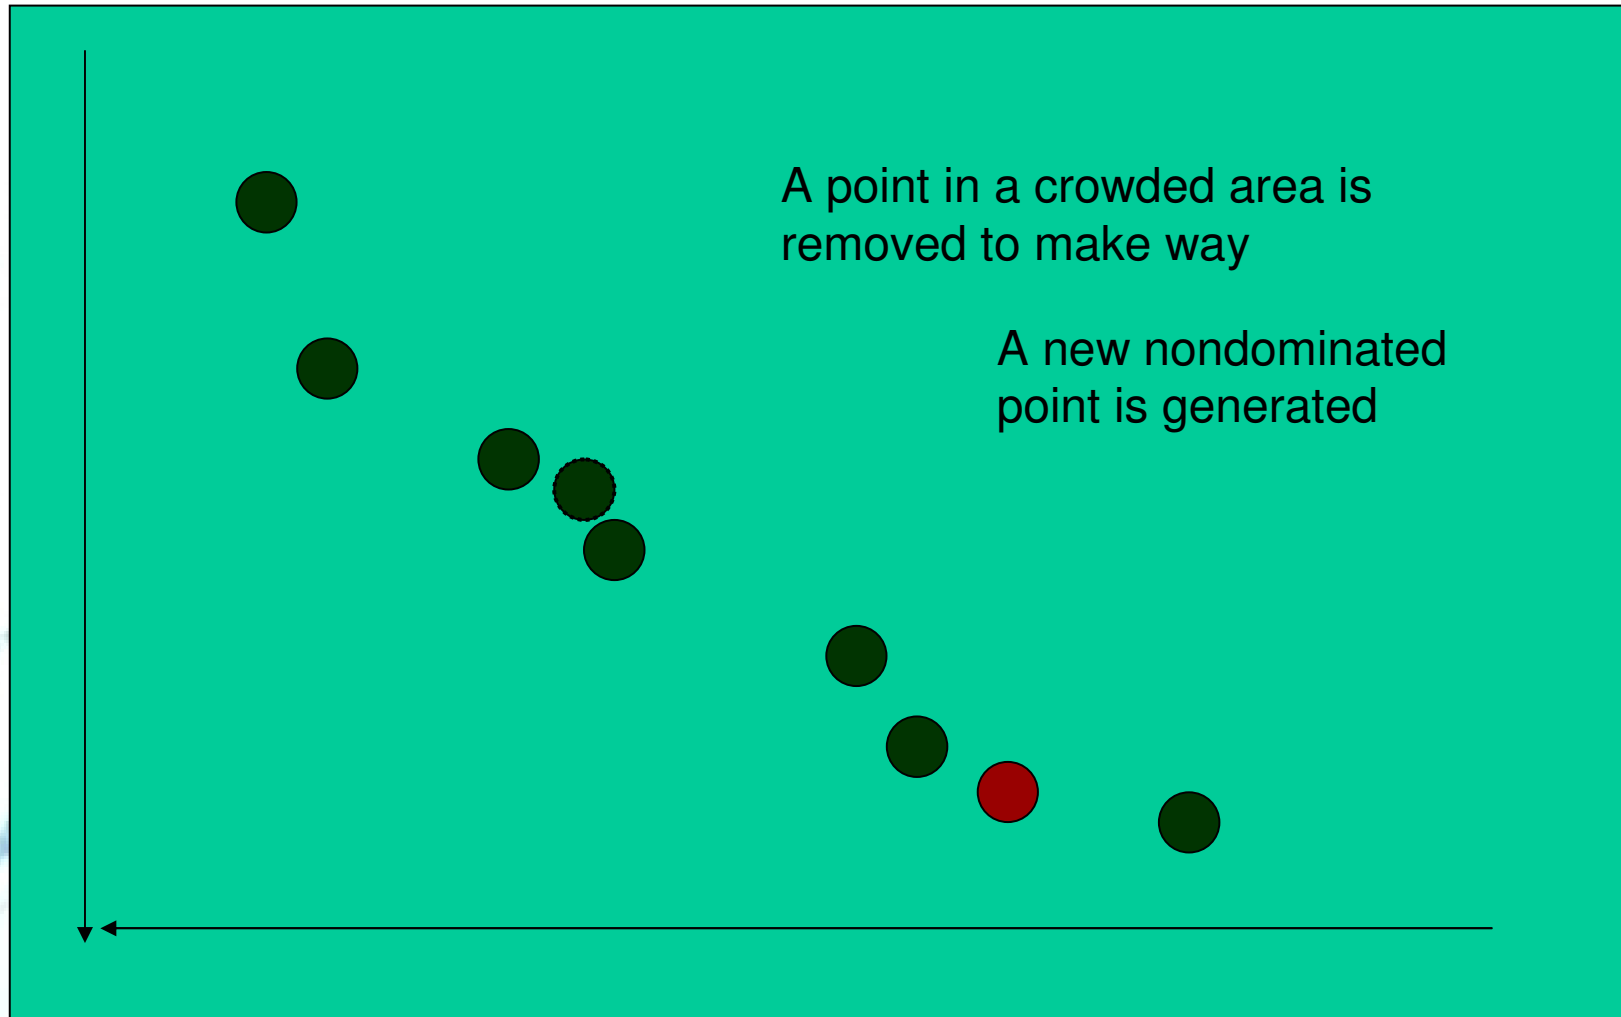 A point in a crowded area is
removed to make way
A new nondominated
point is generated